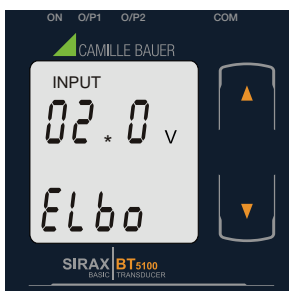 ON O/P1 O/P2 COM
CAMILLE BAUER
INPUT
02*0 V
ELbo
SIRAX BT5100
BASIC TRANSDUCER